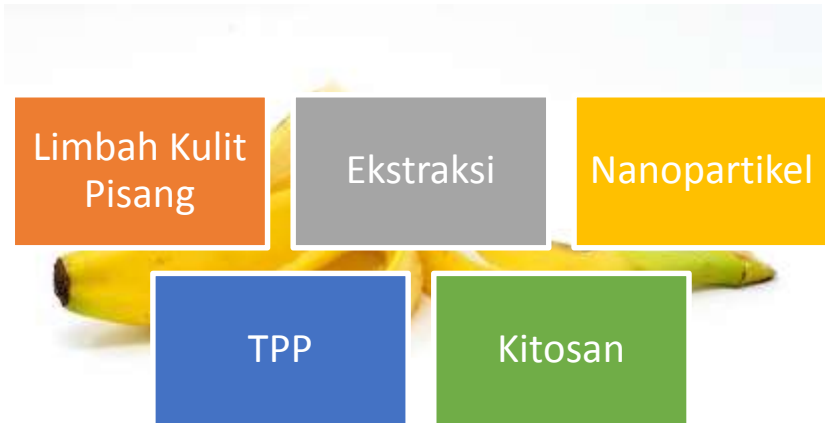 Limbah Kulit
Pisang
Ekstraksi
Nanopartikel
TPP
Kitosan